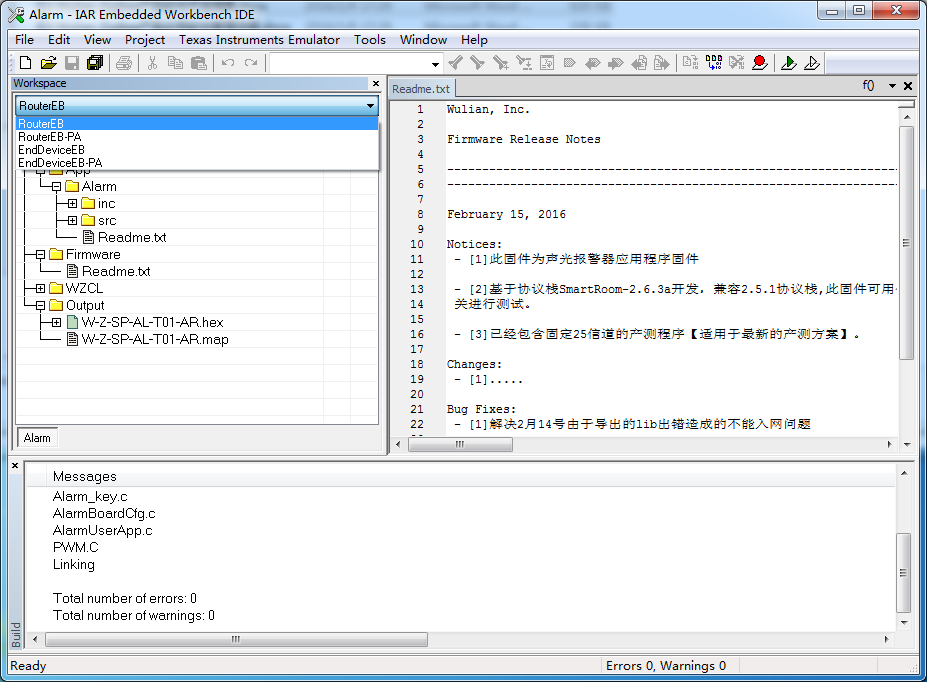 Alarm - IAR Embedded Workbench IDE
File Edit View Project Texas Instruments Emulator Tools Window Help
Workspace
RouterEB
RouterEB
RouterEB-PA
EndDeviceEB
EndDeviceEB-PA
App
Alarm
inc
src
Readme.txt
Firmware
Readme.txt
WZCL
Output
W-Z-SP-AL-T01-AR.hex
W-Z-SP-AL-T01-AR.map
Alarm
Readme.txt
f()
1 Wulian, Inc.
2
3 Firmware Release Notes
4
5 --------------------------------------------------------------
6 --------------------------------------------------------------
7
8 February 15, 2016
9
10 Notices:
11 - [1]此固件为声光报警器应用程序固件
12
13 - [2]基于协议栈SmartRoom-2.6.3a开发，兼容2.5.1协议栈,此固件可用
14 关进行测试。
15
16 - [3]已经包含固定25信道的产测程序【适用于最新的产测方案】。
17
18 Changes:
19 - [1].....
20
21 Bug Fixes:
22 - [1]解决2月14号由于导出的lib出错造成的不能入网问题
Messages
Alarm_key.c
AlarmBoardCfg.c
AlarmUserApp.c
PWM.C
Linking
Total number of errors: 0
Total number of warnings: 0
Build
Ready
Errors 0, Warnings 0